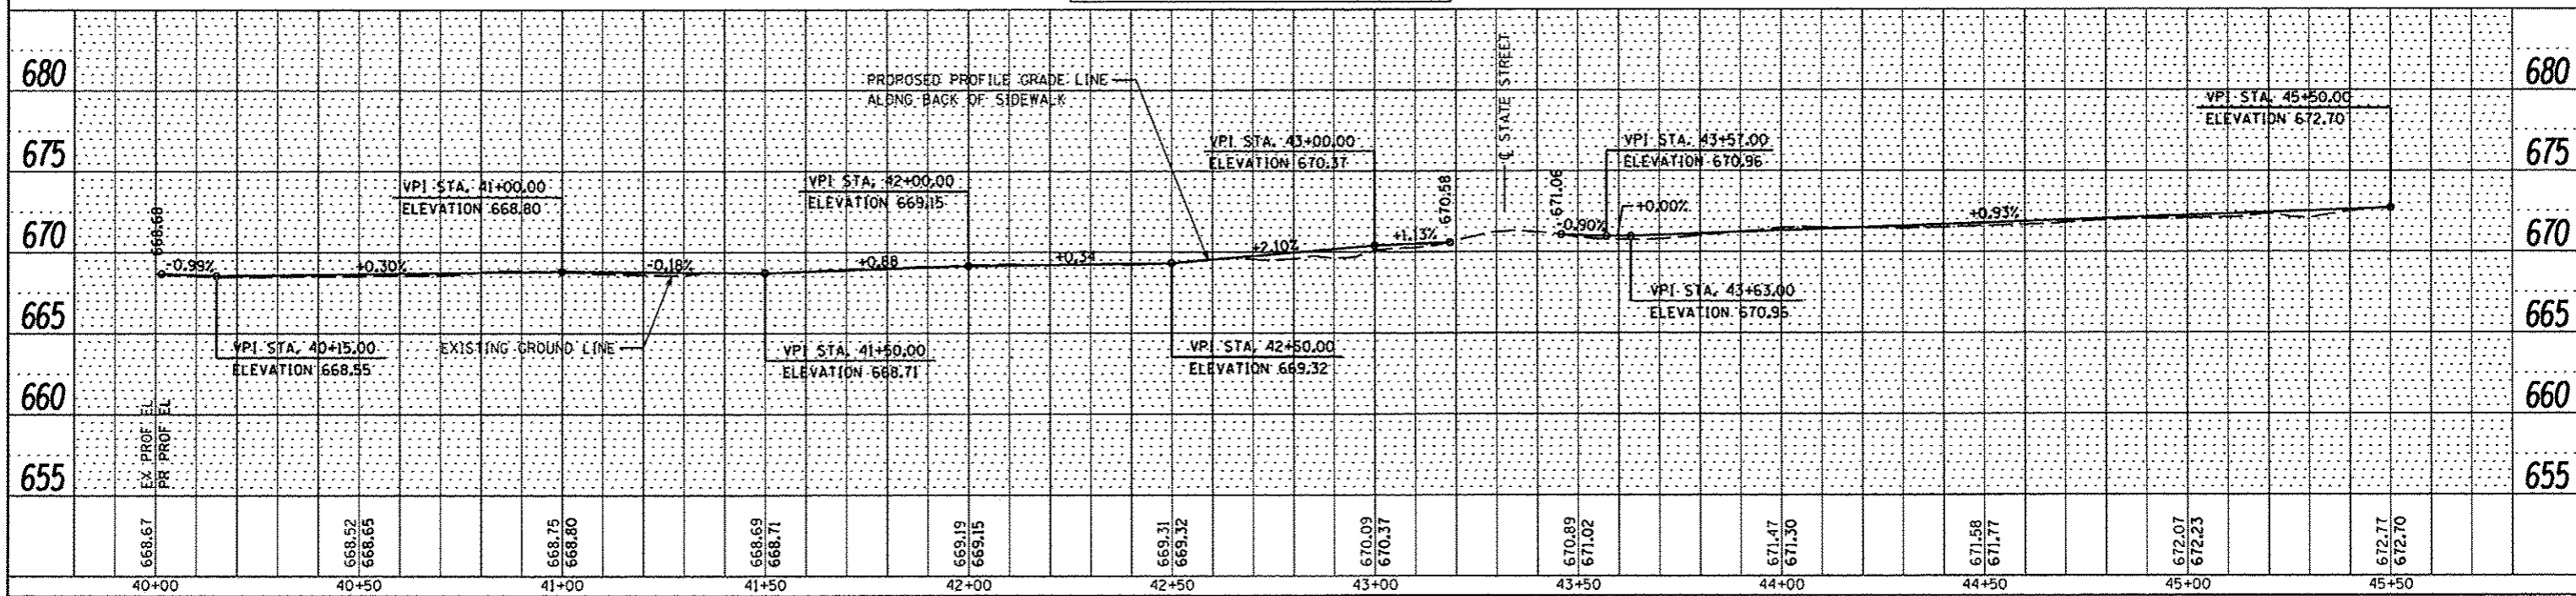 680
675
670
665
660
655
680
675
670
665
660
655
PROPOSED PROFILE GRADE LINE
ALONG BACK OF SIDEWALK
EXISTING GROUND LINE
℄ STATE STREET
668.68
-0.99%
VPI STA. 40+15.00
ELEVATION 668.55
+0.30%
VPI STA. 41+00.00
ELEVATION 668.80
-0.18%
VPI STA. 41+50.00
ELEVATION 668.71
+0.88
VPI STA. 42+00.00
ELEVATION 669.15
+0.34
VPI STA. 42+50.00
ELEVATION 669.32
+2.10%
VPI STA. 43+00.00
ELEVATION 670.37
+1.13%
670.58
671.06
-0.90%
VPI STA. 43+57.00
ELEVATION 670.96
+0.00%
VPI STA. 43+63.00
ELEVATION 670.96
+0.93%
VPI STA. 45+50.00
ELEVATION 672.70
EX PROF EL
PR PROF EL
668.67
668.52
668.65
668.75
668.80
668.69
668.71
669.19
669.15
669.31
669.32
670.09
670.37
670.89
671.02
671.47
671.30
671.58
671.77
672.07
672.23
672.77
672.70
40+00
40+50
41+00
41+50
42+00
42+50
43+00
43+50
44+00
44+50
45+00
45+50